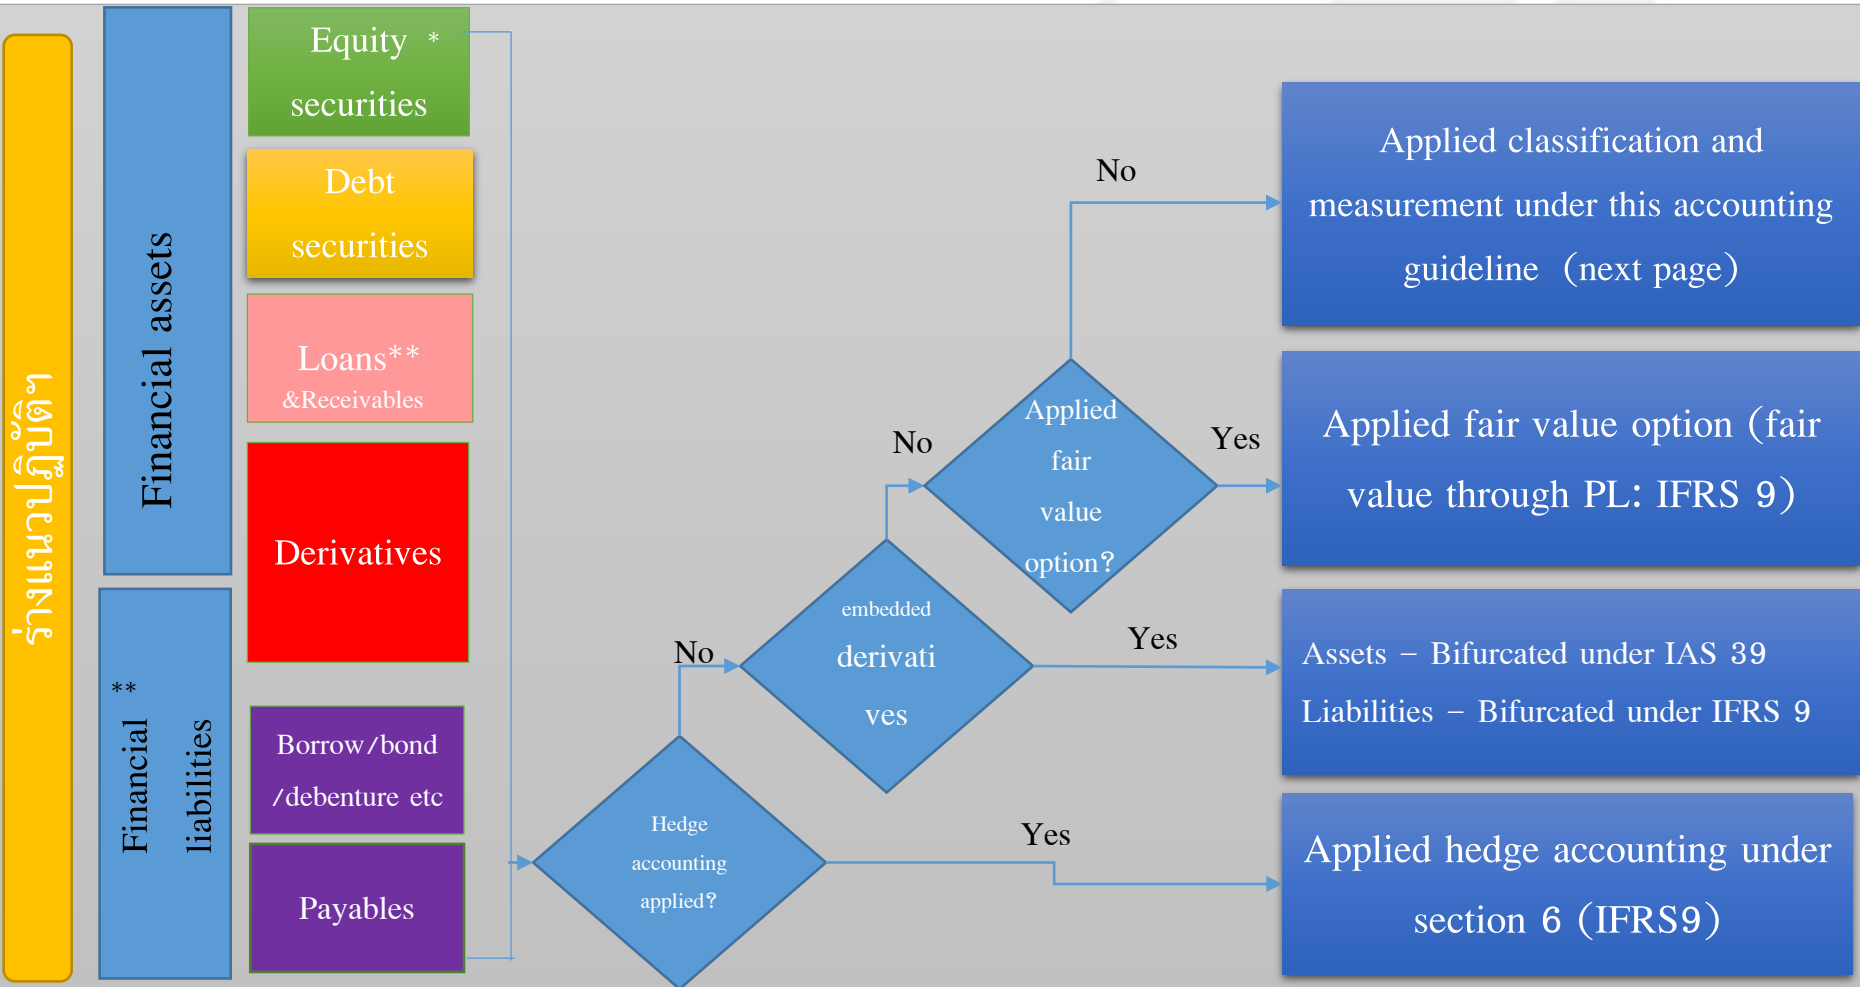 รุ่นแนวปฏิบัติฯ
Financial assets
Financial **
liabilities
Equity *
securities
Debt
securities
Loans**
&Receivables
Derivatives
Borrow/bond
/debenture etc
Payables
Hedge
accounting
applied?
No
Yes
embedded
derivati
ves
No
Yes
Applied
fair
value
option?
No
Yes
Applied classification and
measurement under this accounting
guideline (next page)
Applied fair value option (fair
value through PL: IFRS 9)
Assets – Bifurcated under IAS 39
Liabilities – Bifurcated under IFRS 9
Applied hedge accounting under
section 6 (IFRS9)